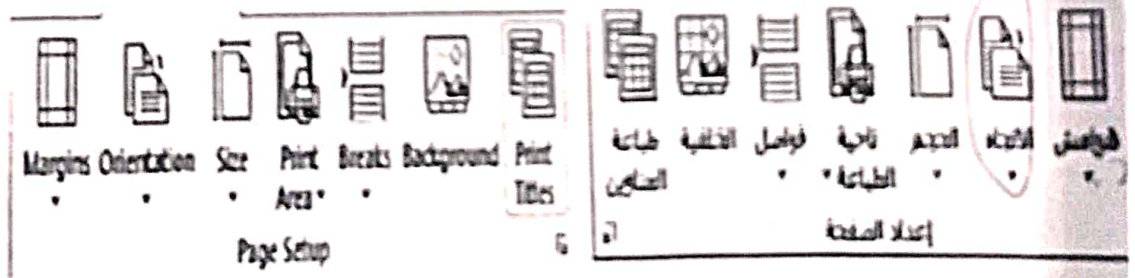 Margins Orientation Size Print Area Breaks Background Print Titles
Page Setup
هوامش الاتجاه الحجم ناحية الطباعة فواصل الخلفية طباعة العناوين
إعداد الصفحة